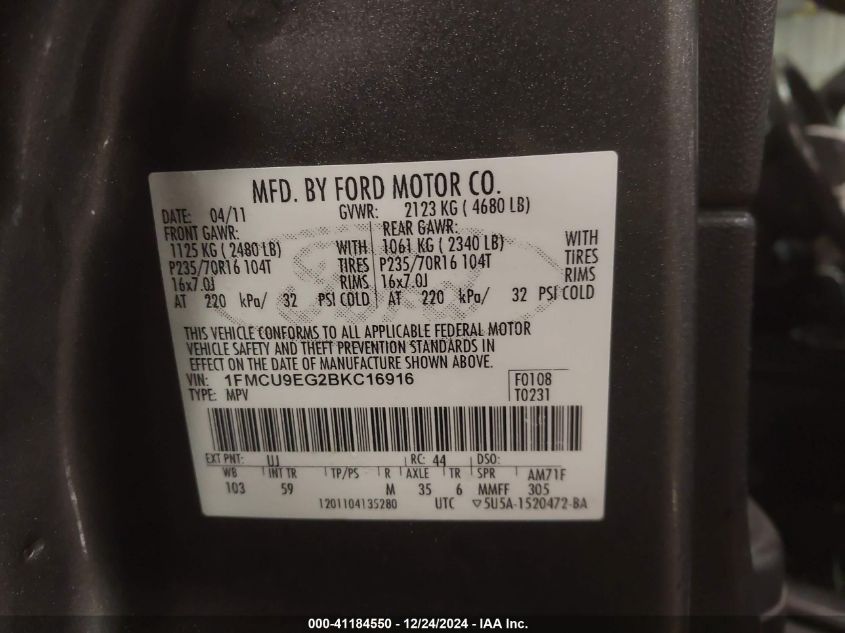 MFD. BY FORD MOTOR CO.
DATE: 04/11 GVWR: 2123 KG ( 4680 LB)
FRONT GAWR: REAR GAWR:
1125 KG ( 2480 LB) WITH 1061 KG ( 2340 LB) WITH
P235/70R16 104T TIRES P235/70R16 104T TIRES
16x7.0J RIMS 16x7.0J RIMS
AT 220 kPa/ 32 PSI COLD AT 220 kPa/ 32 PSI COLD
Ford
THIS VEHICLE CONFORMS TO ALL APPLICABLE FEDERAL MOTOR
VEHICLE SAFETY AND THEFT PREVENTION STANDARDS IN
EFFECT ON THE DATE OF MANUFACTURE SHOWN ABOVE.
VIN: 1FMCU9EG2BKC16916 F0108
TYPE: MPV T0231
EXT PNT: UJ RC: 44 DSO:
WB INT TR TP/PS R AXLE TR SPR AM71F
103 59 M 35 6 MMFF 305
1201104135280 UTC ▽5U5A-1520472-BA
000-41184550 / 12/24/2024 - IAA Inc.